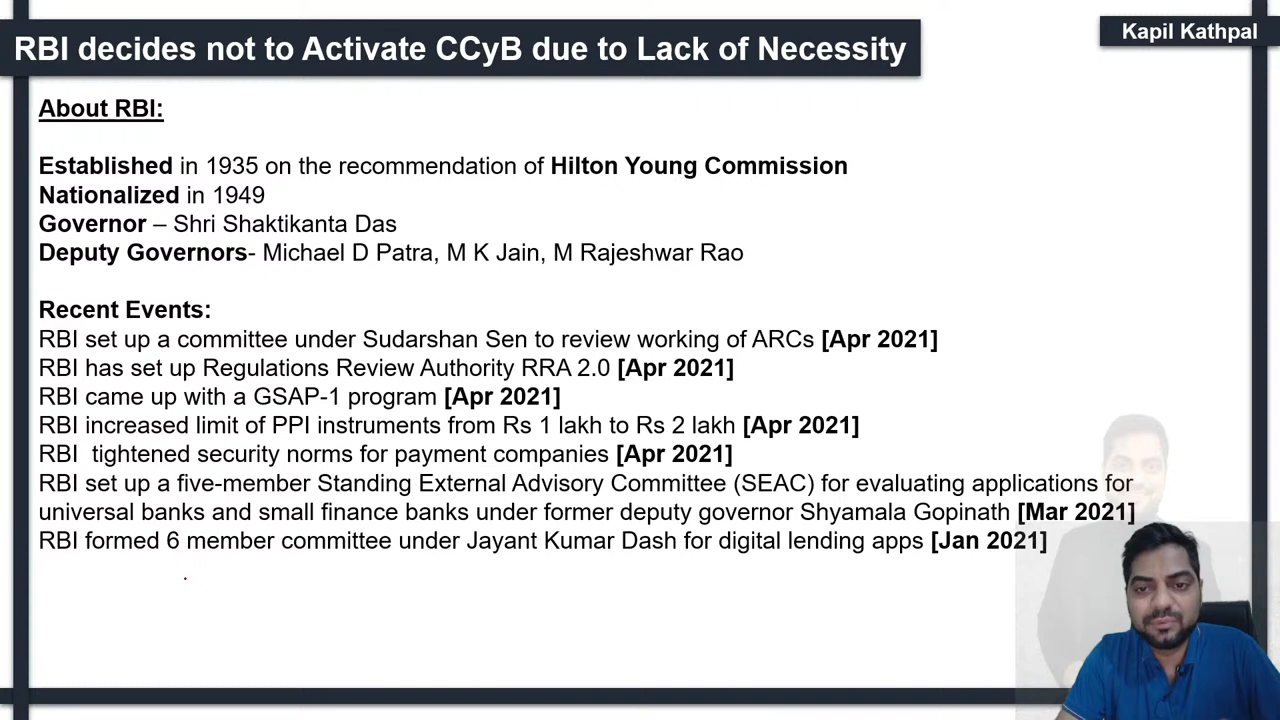 RBI decides not to Activate CCyB due to Lack of Necessity
Kapil Kathpal
About RBI:
Established in 1935 on the recommendation of Hilton Young Commission
Nationalized in 1949
Governor – Shri Shaktikanta Das
Deputy Governors- Michael D Patra, M K Jain, M Rajeshwar Rao
Recent Events:
RBI set up a committee under Sudarshan Sen to review working of ARCs [Apr 2021]
RBI has set up Regulations Review Authority RRA 2.0 [Apr 2021]
RBI came up with a GSAP-1 program [Apr 2021]
RBI increased limit of PPI instruments from Rs 1 lakh to Rs 2 lakh [Apr 2021]
RBI  tightened security norms for payment companies [Apr 2021]
RBI set up a five-member Standing External Advisory Committee (SEAC) for evaluating applications for
universal banks and small finance banks under former deputy governor Shyamala Gopinath [Mar 2021]
RBI formed 6 member committee under Jayant Kumar Dash for digital lending apps [Jan 2021]